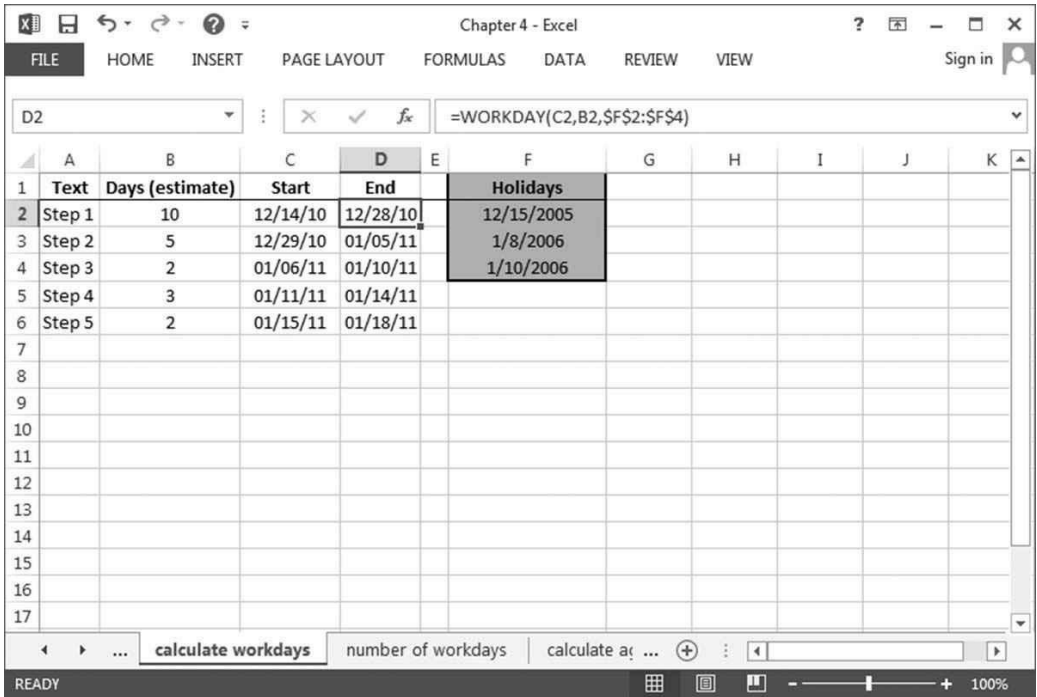 Chapter 4 - Excel
?
FILE HOME INSERT PAGE LAYOUT FORMULAS DATA REVIEW VIEW Sign in
D2 fx =WORKDAY(C2,B2,$F$2:$F$4)
A B C D E F G H I J K
1 Text Days (estimate) Start End Holidays
2 Step 1 10 12/14/10 12/28/10 12/15/2005
3 Step 2 5 12/29/10 01/05/11 1/8/2006
4 Step 3 2 01/06/11 01/10/11 1/10/2006
5 Step 4 3 01/11/11 01/14/11
6 Step 5 2 01/15/11 01/18/11
7
8
9
10
11
12
13
14
15
16
17
... calculate workdays number of workdays calculate ag ...
READY 100%